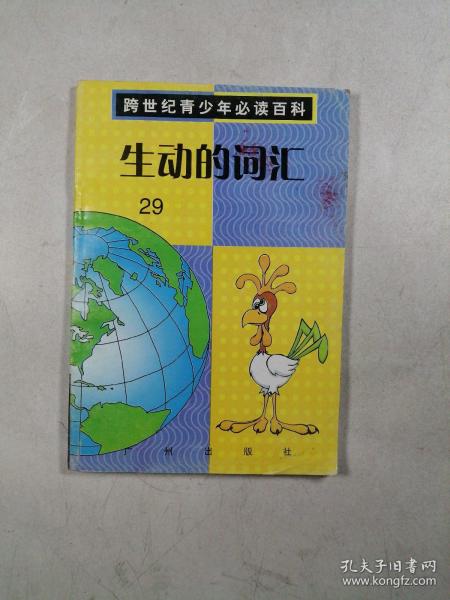 跨世纪青少年必读百科
生动的词汇
29
广州出版社
孔夫子旧书网
www.kongfz.com